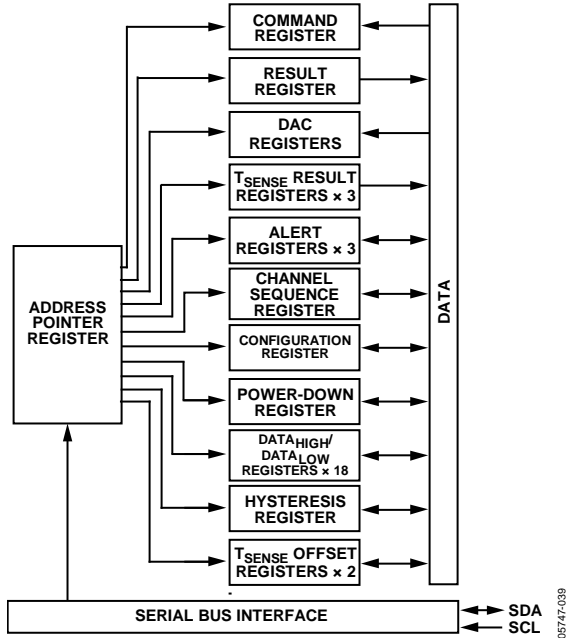 COMMAND
REGISTER
RESULT
REGISTER
DAC
REGISTERS
TSENSE RESULT
REGISTERS × 3
ALERT
REGISTERS × 3
CHANNEL
SEQUENCE
REGISTER
ADDRESS
POINTER
REGISTER
CONFIGURATION
REGISTER
POWER-DOWN
REGISTER
DATAHIGH/
DATALOW
REGISTERS × 18
HYSTERESIS
REGISTER
TSENSE OFFSET
REGISTERS × 2
DATA
SERIAL BUS INTERFACE
SDA
SCL
05747-039